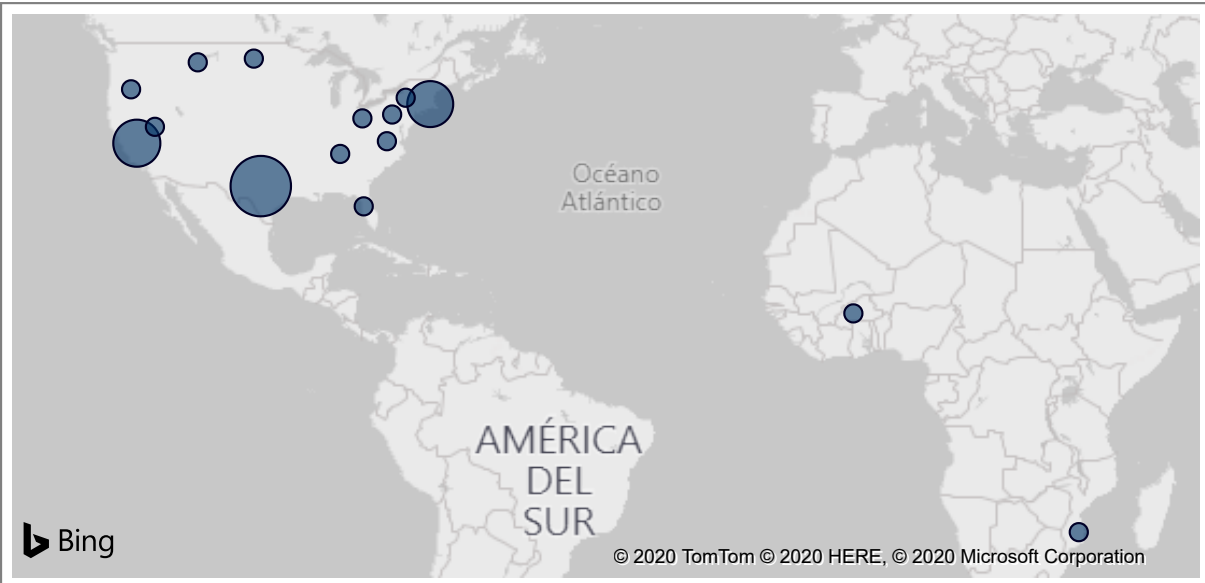 Océano
Atlántico
AMÉRICA
DEL
SUR
Bing
© 2020 TomTom © 2020 HERE, © 2020 Microsoft Corporation